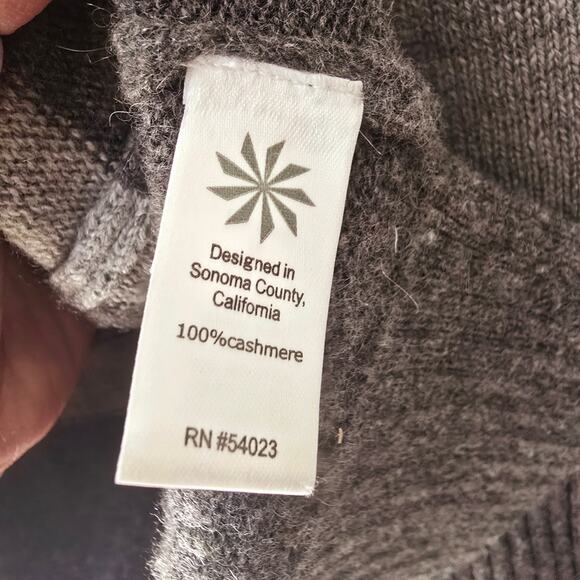 Designed in
Sonoma County,
California
100%cashmere
RN #54023